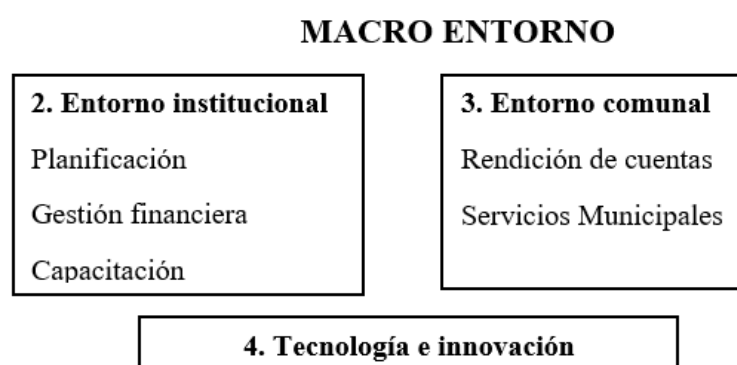 MACRO ENTORNO
2. Entorno institucional
Planificación
Gestión financiera
Capacitación
3. Entorno comunal
Rendición de cuentas
Servicios Municipales
4. Tecnología e innovación